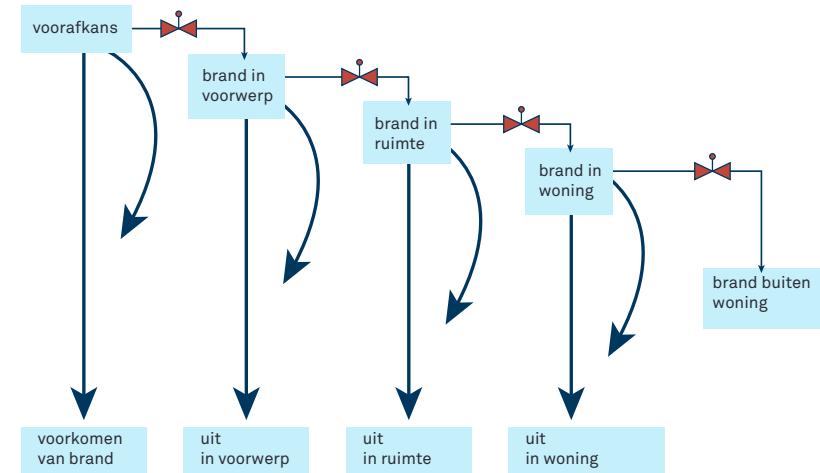 voorafkans
brand in
voorwerp
brand in
ruimte
brand in
woning
brand buiten
woning
voorkomen
van brand
uit
in voorwerp
uit
in ruimte
uit
in woning